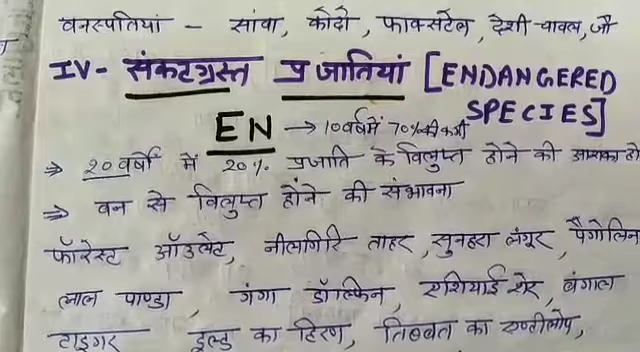 वनस्पतियां - सांवा, कोदो, फाक्सटेल, देशी चावल, जौ
IV- संकटग्रस्त प्रजातियां [ENDANGERED SPECIES]
EN → 10 वर्षों में 70% की कमी
⇒ 20 वर्षों में 20% प्रजाति के विलुप्त होने की आशंका हो
⇒ वन से विलुप्त होने की संभावना
फॉरेस्ट ऑउलेट, नीलगिरि ताहर, सुनहरा लंगूर, पैंगोलिन
लाल पाण्डा, गंगा डॉल्फिन, एशियाई शेर, बंगाल
टाइगर हुल्ड का हिरण, तिब्बत का एण्टीलोप,